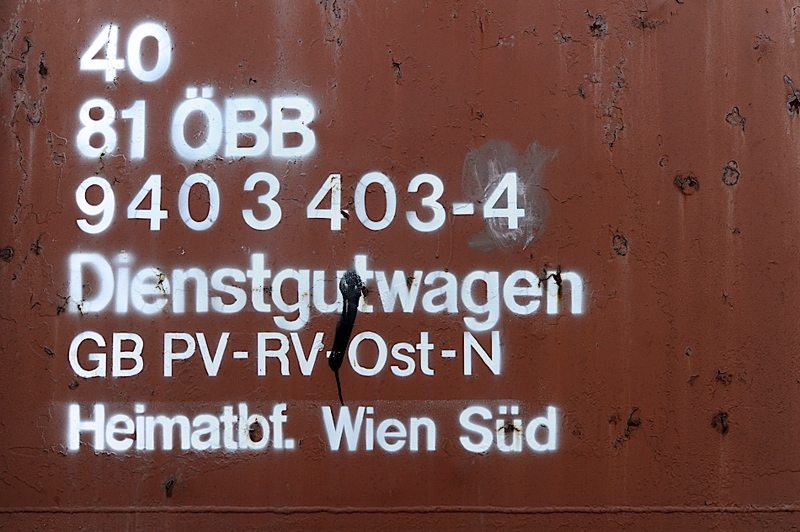 40
81 ÖBB
940 3 403-4
Dienstgutwagen
GB PV-RV-Ost-N
Heimatbf. Wien Süd